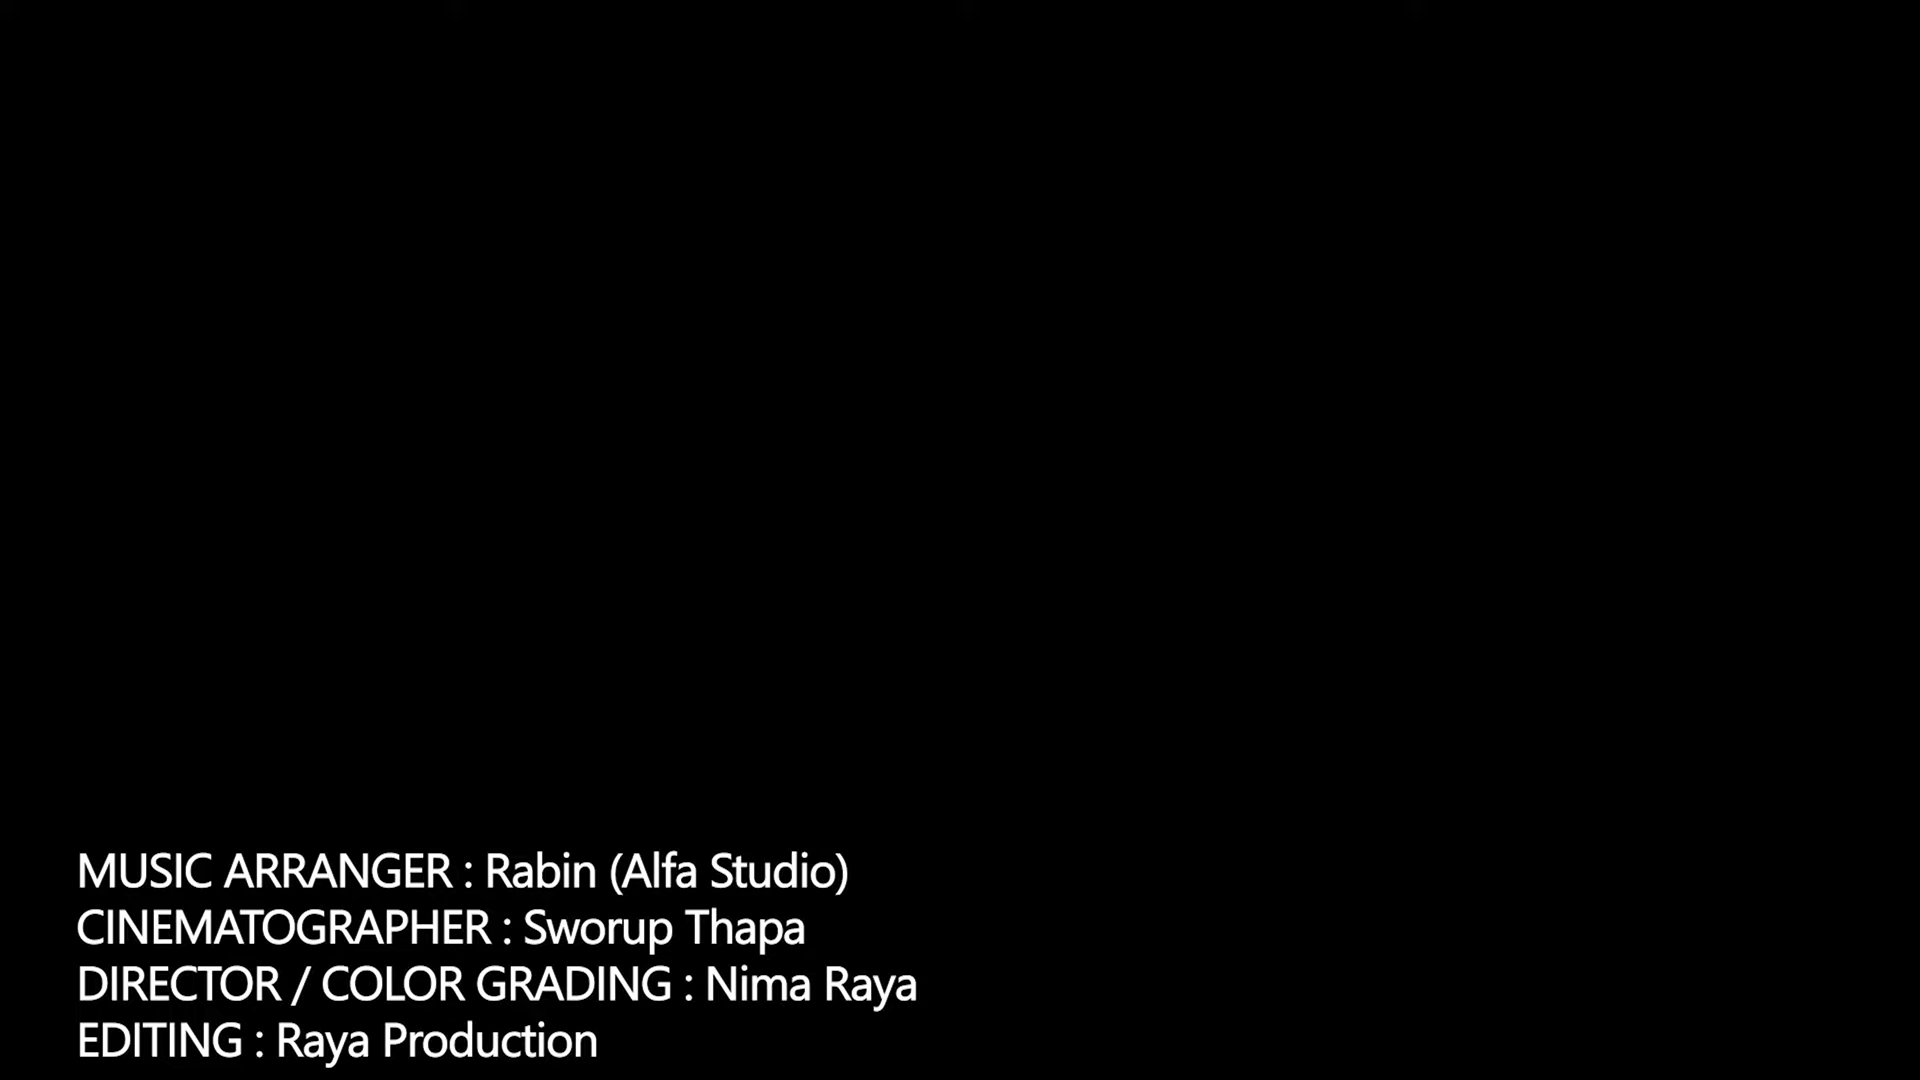 MUSIC ARRANGER : Rabin (Alfa Studio)
CINEMATOGRAPHER : Sworup Thapa
DIRECTOR / COLOR GRADING : Nima Raya
EDITING : Raya Production